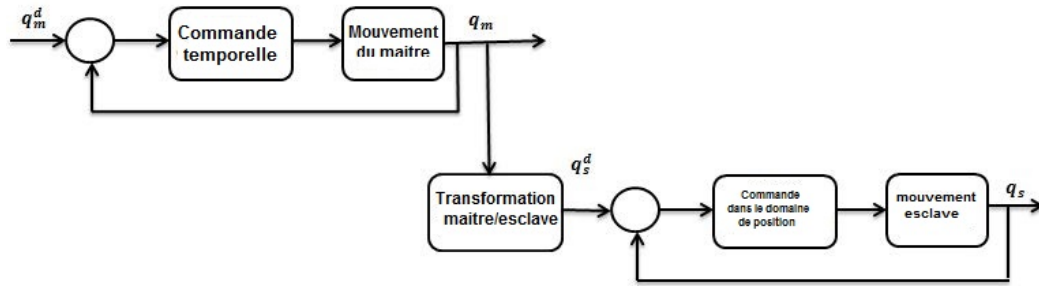 q_m^d
Commande
temporelle
Mouvement
du maitre
q_m
Transformation
maitre/esclave
q_s^d
Commande
dans le domaine
de position
mouvement
esclave
q_s